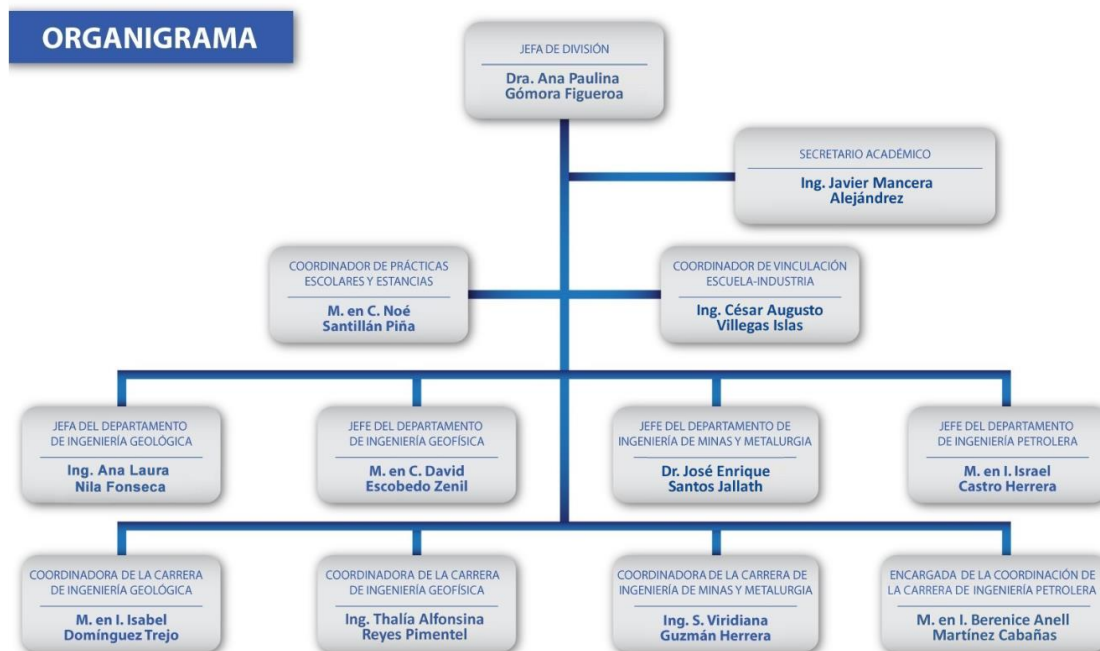 ORGANIGRAMA
JEFA DE DIVISIÓN
Dra. Ana Paulina
Gómora Figueroa
SECRETARIO ACADÉMICO
Ing. Javier Mancera
Alejándrez
COORDINADOR DE PRÁCTICAS
ESCOLARES Y ESTANCIAS
M. en C. Noé
Santillán Piña
COORDINADOR DE VINCULACIÓN
ESCUELA-INDUSTRIA
Ing. César Augusto
Villegas Islas
JEFA DEL DEPARTAMENTO
DE INGENIERÍA GEOLÓGICA
Ing. Ana Laura
Nila Fonseca
JEFE DEL DEPARTAMENTO
DE INGENIERÍA GEOFÍSICA
M. en C. David
Escobedo Zenil
JEFE DEL DEPARTAMENTO DE
INGENIERÍA DE MINAS Y METALURGIA
Dr. José Enrique
Santos Jallath
JEFE DEL DEPARTAMENTO
DE INGENIERÍA PETROLERA
M. en I. Israel
Castro Herrera
COORDINADORA DE LA CARRERA
DE INGENIERÍA GEOLÓGICA
M. en I. Isabel
Domínguez Trejo
COORDINADORA DE LA CARRERA
DE INGENIERÍA GEOFÍSICA
Ing. Thalía Alfonsina
Reyes Pimentel
COORDINADORA DE LA CARRERA DE
INGENIERÍA DE MINAS Y METALURGIA
Ing. S. Viridiana
Guzmán Herrera
ENCARGADA DE LA COORDINACIÓN DE
LA CARRERA DE INGENIERÍA PETROLERA
M. en I. Berenice Anell
Martínez Cabañas